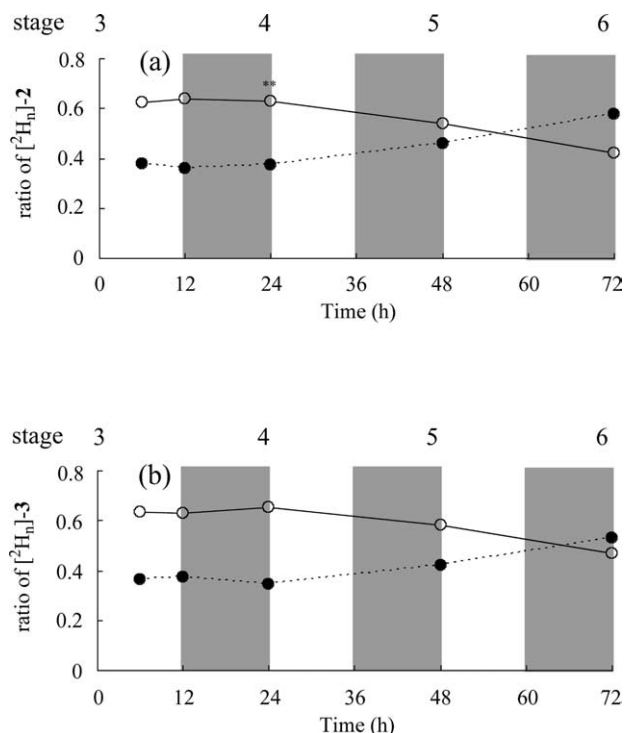 stage 3 4 5 6
(a)
**
0.8
0.6
0.4
0.2
0
ratio of [²Hₙ]-2
0 12 24 36 48 60 72
Time (h)
stage 3 4 5 6
(b)
0.8
0.6
0.4
0.2
0
ratio of [²Hₙ]-3
0 12 24 36 48 60 72
Time (h)